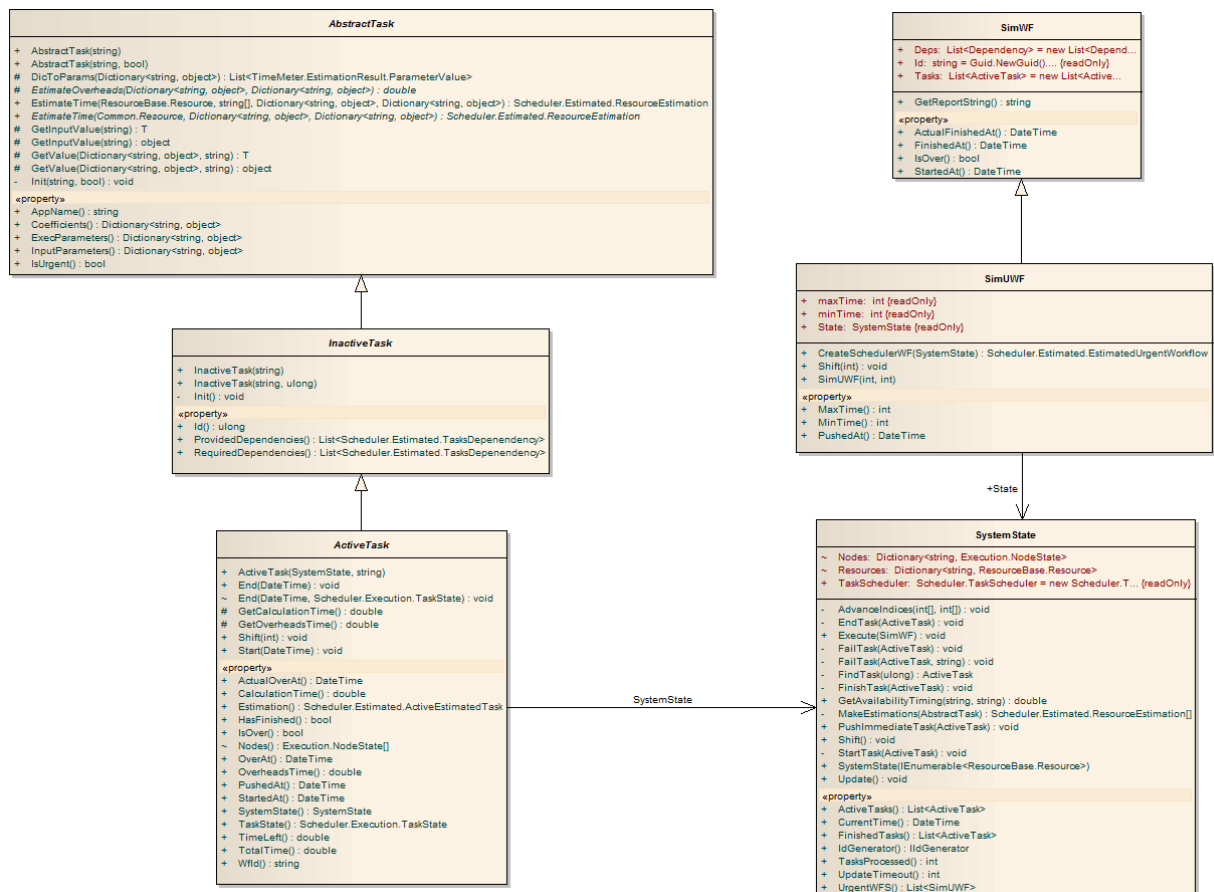 AbstractTask
+ AbstractTask(string)
+ AbstractTask(string, bool)
# DicToParams(Dictionary<string, object>) : List<TimeMeter.EstimationResult.ParameterValue>
# EstimateOverheads(Dictionary<string, object>, Dictionary<string, object>) : double
+ EstimateTime(ResourceBase.Resource, string[], Dictionary<string, object>, Dictionary<string, object>) : Scheduler.Estimated.ResourceEstimation
+ EstimateTime(Common.Resource, Dictionary<string, object>, Dictionary<string, object>) : Scheduler.Estimated.ResourceEstimation
# GetInputValue(string) : T
# GetInputValue(string) : object
# GetValue(Dictionary<string, object>, string) : T
# GetValue(Dictionary<string, object>, string) : object
- Init(string, bool) : void
«property»
+ AppName() : string
+ Coefficients() : Dictionary<string, object>
+ ExecParameters() : Dictionary<string, object>
+ InputParameters() : Dictionary<string, object>
+ IsUrgent() : bool
SimWF
+ Deps: List<Dependency> = new List<Depend...
+ Id: string = Guid.NewGuid().... {readOnly}
+ Tasks: List<ActiveTask> = new List<Active...
+ GetReportString() : string
«property»
+ ActualFinishedAt() : DateTime
+ FinishedAt() : DateTime
+ IsOver() : bool
+ StartedAt() : DateTime
InactiveTask
+ InactiveTask(string)
+ InactiveTask(string, ulong)
- Init() : void
«property»
+ Id() : ulong
+ ProvidedDependencies() : List<Scheduler.Estimated.TasksDepenendency>
+ RequiredDependencies() : List<Scheduler.Estimated.TasksDepenendency>
SimUWF
+ maxTime: int {readOnly}
+ minTime: int {readOnly}
+ State: SystemState {readOnly}
+ CreateSchedulerWF(SystemState) : Scheduler.Estimated.EstimatedUrgentWorkflow
+ Shift(int) : void
+ SimUWF(int, int)
«property»
+ MaxTime() : int
+ MinTime() : int
+ PushedAt() : DateTime
+State
ActiveTask
+ ActiveTask(SystemState, string)
+ End(DateTime) : void
~ End(DateTime, Scheduler.Execution.TaskState) : void
# GetCalculationTime() : double
# GetOverheadsTime() : double
+ Shift(int) : void
+ Start(DateTime) : void
«property»
+ ActualOverAt() : DateTime
+ CalculationTime() : double
+ Estimation() : Scheduler.Estimated.ActiveEstimatedTask
+ HasFinished() : bool
+ IsOver() : bool
~ Nodes() : Execution.NodeState[]
+ OverAt() : DateTime
+ OverheadsTime() : double
+ PushedAt() : DateTime
+ StartedAt() : DateTime
+ SystemState() : SystemState
+ TaskState() : Scheduler.Execution.TaskState
+ TimeLeft() : double
+ TotalTime() : double
+ WfId() : string
SystemState
SystemState
~ Nodes: Dictionary<string, Execution.NodeState>
~ Resources: Dictionary<string, ResourceBase.Resource>
+ TaskScheduler: Scheduler.TaskScheduler = new Scheduler.T... {readOnly}
- AdvanceIndices(int[], int[]) : void
- EndTask(ActiveTask) : void
+ Execute(SimWF) : void
- FailTask(ActiveTask) : void
- FailTask(ActiveTask, string) : void
- FindTask(ulong) : ActiveTask
- FinishTask(ActiveTask) : void
+ GetAvailabilityTiming(string, string) : double
- MakeEstimations(AbstractTask) : Scheduler.Estimated.ResourceEstimation[]
+ PushImmediateTask(ActiveTask) : void
+ Shift() : void
- StartTask(ActiveTask) : void
+ SystemState(IEnumerable<ResourceBase.Resource>)
+ Update() : void
«property»
+ ActiveTasks() : List<ActiveTask>
+ CurrentTime() : DateTime
+ FinishedTasks() : List<ActiveTask>
+ IdGenerator() : IIdGenerator
+ TasksProcessed() : int
+ UpdateTimeout() : int
+ UrgentWFS() : List<SimUWF>